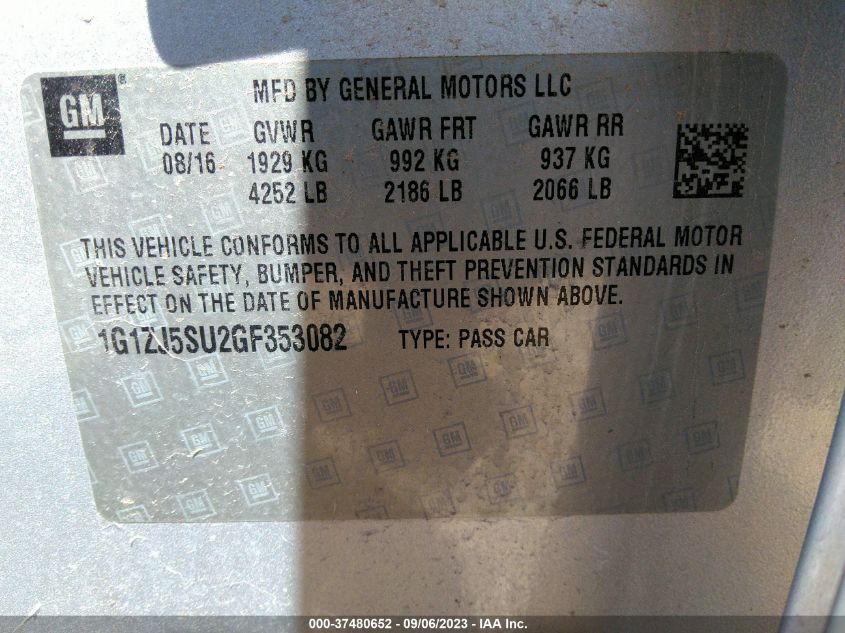 GM ® MFD BY GENERAL MOTORS LLC
DATE GVWR GAWR FRT GAWR RR
08/16 1929 KG 992 KG 937 KG
4252 LB 2186 LB 2066 LB
THIS VEHICLE CONFORMS TO ALL APPLICABLE U.S. FEDERAL MOTOR
VEHICLE SAFETY, BUMPER, AND THEFT PREVENTION STANDARDS IN
EFFECT ON THE DATE OF MANUFACTURE SHOWN ABOVE.
1G1ZJ5SU2GF353082 TYPE: PASS CAR
000-37480652 - 09/06/2023 - IAA Inc.